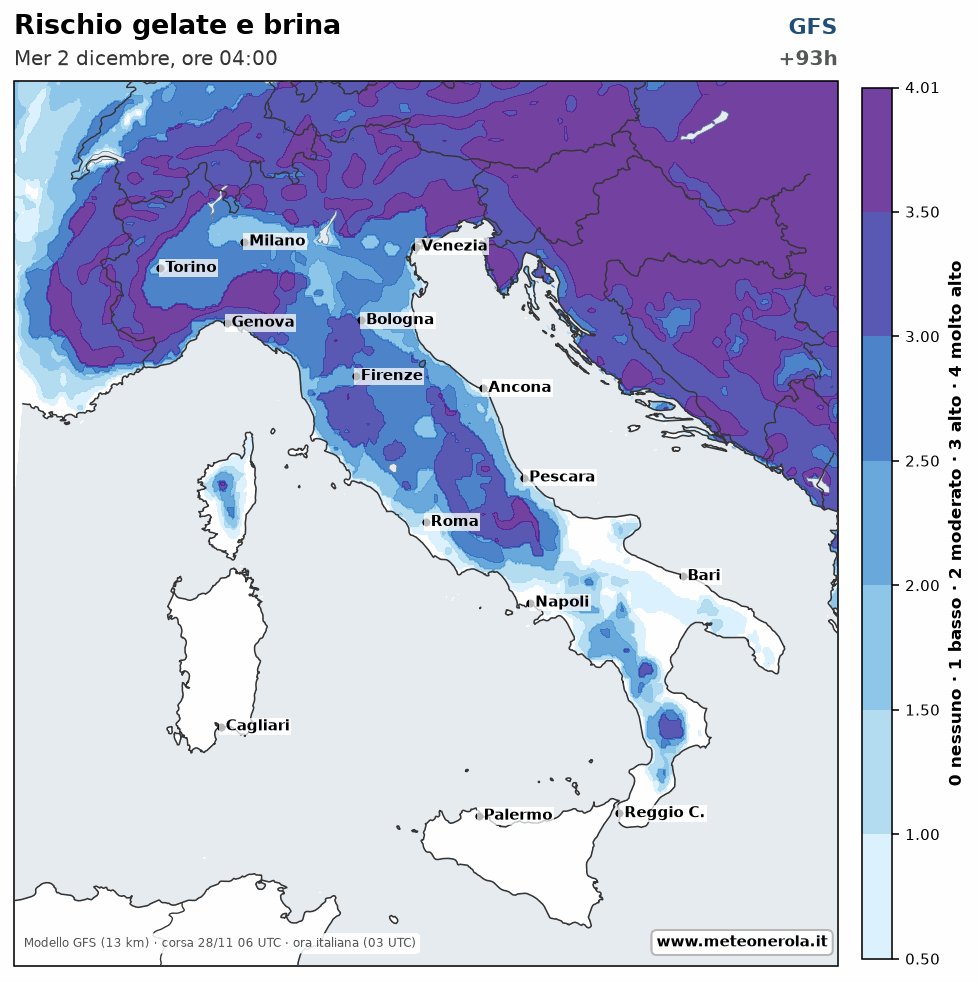 Rischio gelate e brina
GFS
Mer 2 dicembre, ore 04:00
+93h
4.01
3.50
3.00
2.50
2.00
1.50
1.00
0.50
0 nessuno · 1 basso · 2 moderato · 3 alto · 4 molto alto
Milano
Venezia
Torino
Genova
Bologna
Firenze
Ancona
Pescara
Roma
Bari
Napoli
Cagliari
Palermo
Reggio C.
Modello GFS (13 km) · corsa 28/11 06 UTC · ora italiana (03 UTC)
www.meteonerola.it